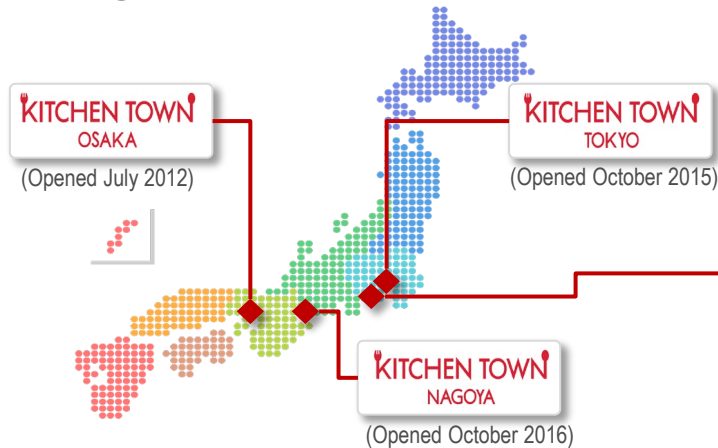 KITCHEN TOWN
OSAKA
(Opened July 2012)
KITCHEN TOWN
TOKYO
(Opened October 2015)
KITCHEN TOWN
NAGOYA
(Opened October 2016)